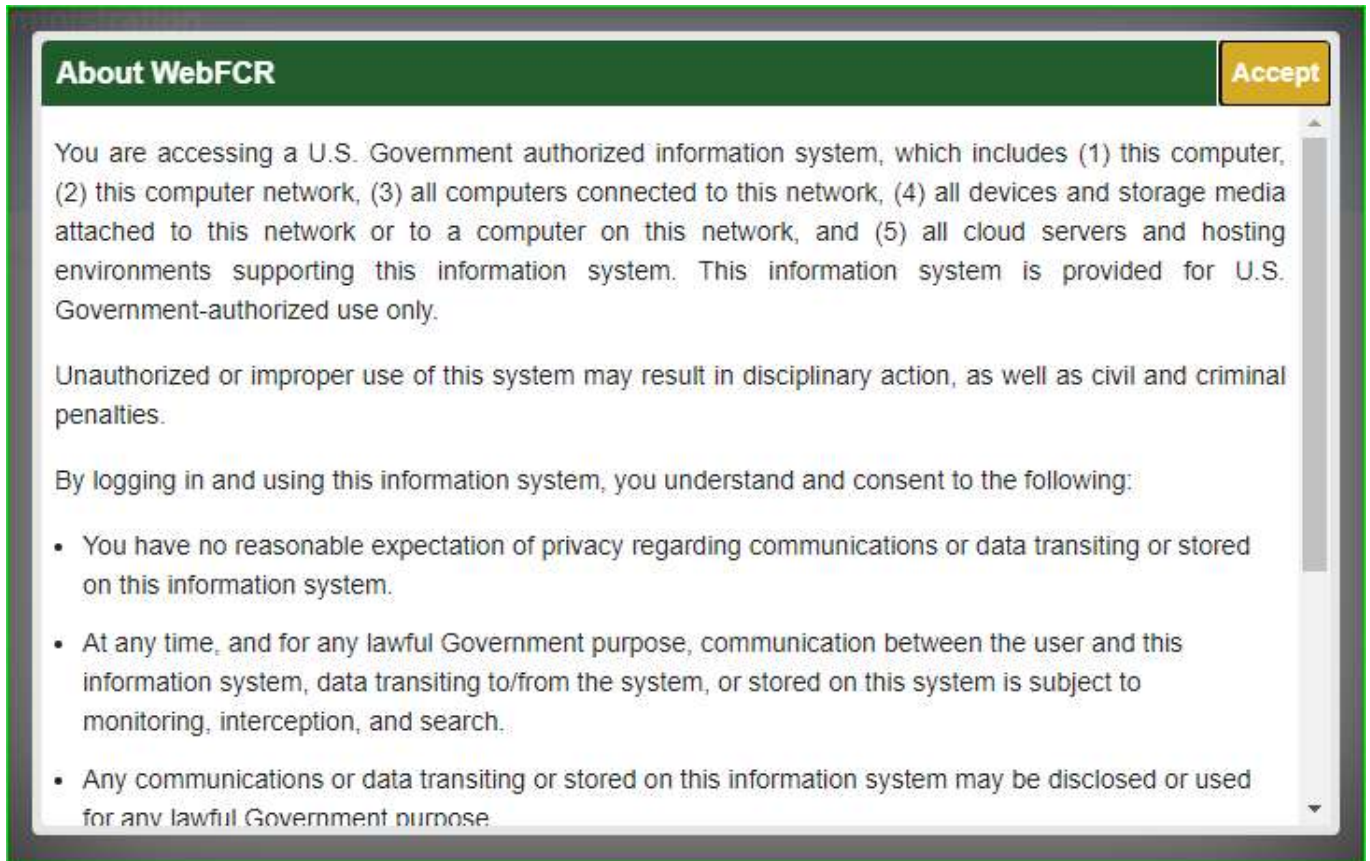 About WebFCR
Accept
You are accessing a U.S. Government authorized information system, which includes (1) this computer,
(2) this computer network, (3) all computers connected to this network, (4) all devices and storage media
attached to this network or to a computer on this network, and (5) all cloud servers and hosting
environments supporting this information system. This information system is provided for U.S.
Government-authorized use only.
Unauthorized or improper use of this system may result in disciplinary action, as well as civil and criminal
penalties.
By logging in and using this information system, you understand and consent to the following:
• You have no reasonable expectation of privacy regarding communications or data transiting or stored
on this information system.
• At any time, and for any lawful Government purpose, communication between the user and this
information system, data transiting to/from the system, or stored on this system is subject to
monitoring, interception, and search.
• Any communications or data transiting or stored on this information system may be disclosed or used
for any lawful Government purpose